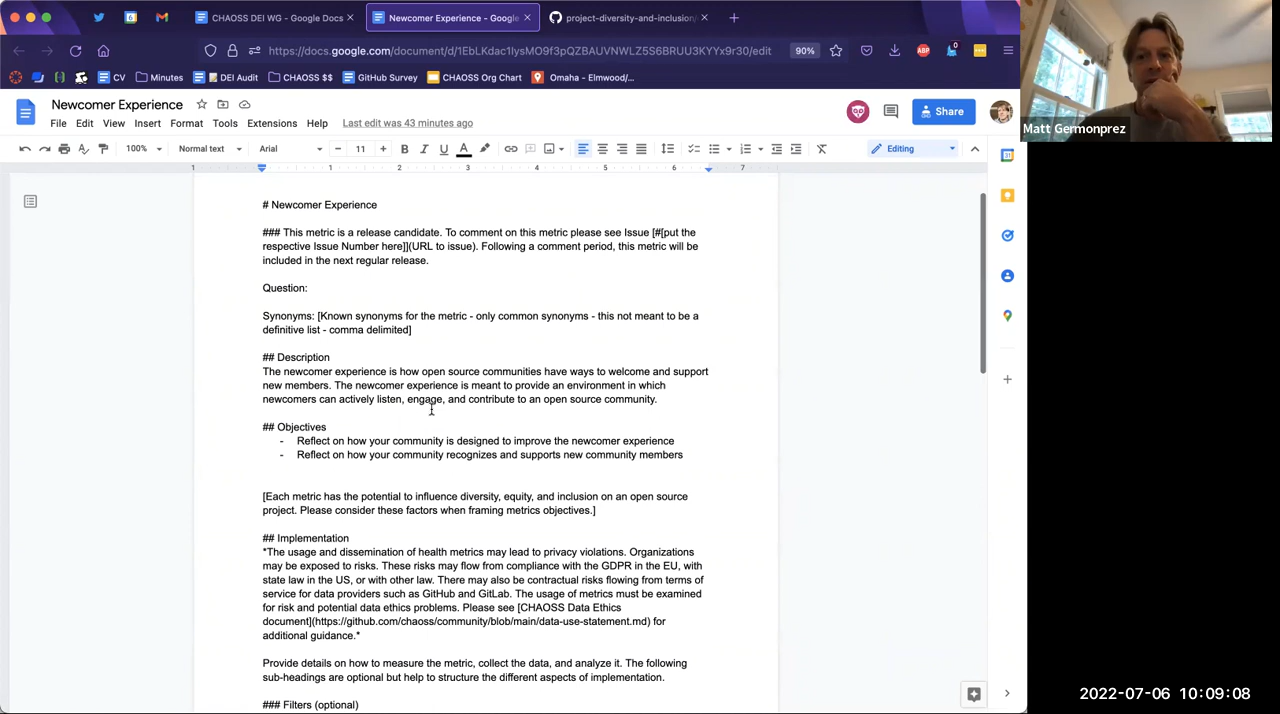 CHAOSS DEI WG - Google Docs
Newcomer Experience - Google
project-diversity-and-inclusion/
https://docs.google.com/document/d/1EbLKdac1IysMO9f3pQZBAUVNWLZ5S6BRUU3KYYx9r30/edit
90%
ABP
0
CV
Minutes
DEI Audit
CHAOSS $$
GitHub Survey
CHAOSS Org Chart
Omaha - Elmwood/...
Matt Germonprez
Newcomer Experience
Share
File Edit View Insert Format Tools Extensions Help Last edit was 43 minutes ago
100% Normal text Arial 11 B I U A Editing
1 1 2 3 4 5 6 7
# Newcomer Experience
### This metric is a release candidate. To comment on this metric please see Issue [#[put the
respective Issue Number here]](URL to issue). Following a comment period, this metric will be
included in the next regular release.
Question:
Synonyms: [Known synonyms for the metric - only common synonyms - this not meant to be a
definitive list - comma delimited]
## Description
The newcomer experience is how open source communities have ways to welcome and support
new members. The newcomer experience is meant to provide an environment in which
newcomers can actively listen, engage, and contribute to an open source community.
## Objectives
- Reflect on how your community is designed to improve the newcomer experience
- Reflect on how your community recognizes and supports new community members
[Each metric has the potential to influence diversity, equity, and inclusion on an open source
project. Please consider these factors when framing metrics objectives.]
## Implementation
*The usage and dissemination of health metrics may lead to privacy violations. Organizations
may be exposed to risks. These risks may flow from compliance with the GDPR in the EU, with
state law in the US, or with other law. There may also be contractual risks flowing from terms of
service for data providers such as GitHub and GitLab. The usage of metrics must be examined
for risk and potential data ethics problems. Please see [CHAOSS Data Ethics
document](https://github.com/chaoss/community/blob/main/data-use-statement.md) for
additional guidance.*
Provide details on how to measure the metric, collect the data, and analyze it. The following
sub-headings are optional but help to structure the different aspects of implementation.
### Filters (optional)
2022-07-06 10:09:08